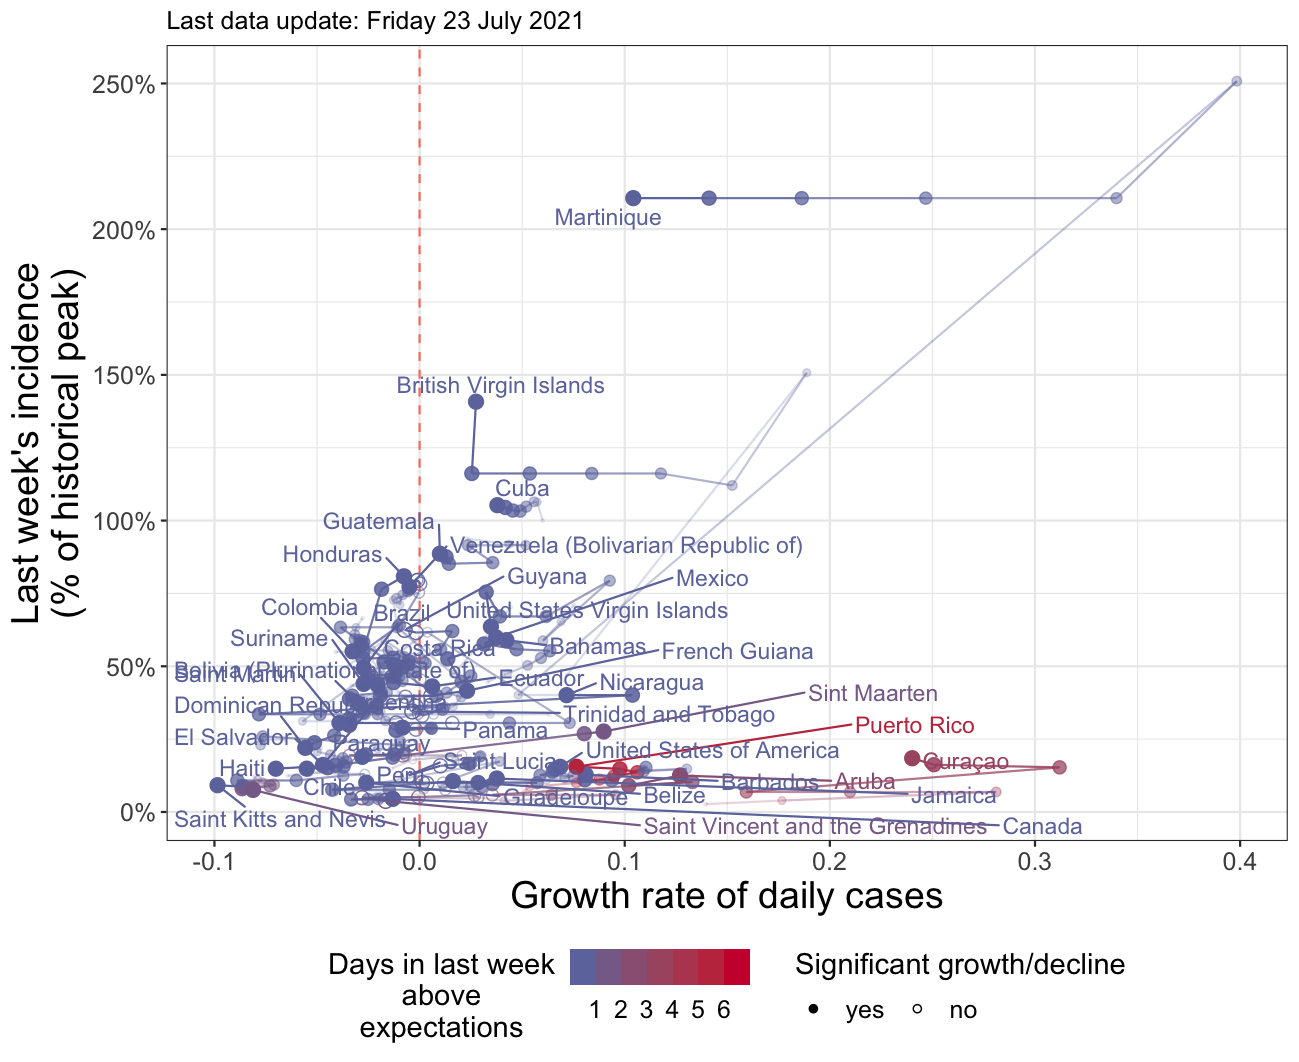 Last data update: Friday 23 July 2021
Last week's incidence
(% of historical peak)
250%
200%
150%
100%
50%
0%
Martinique
British Virgin Islands
Cuba
Guatemala
Venezuela (Bolivarian Republic of)
Honduras
Guyana
Mexico
Colombia
Brazil
United States Virgin Islands
Suriname
Costa Rica
Bahamas
French Guiana
Bolivia (Plurinational State of)
Saint Martin
Ecuador
Nicaragua
Sint Maarten
Dominican
Trinidad and Tobago
Puerto Rico
El Salvador
Paraguay
Panama
United States of America
Haiti
Peru
Saint Lucia
Curaçao
Chile
Guadeloupe
Belize
Barbados
Aruba
Jamaica
Saint Kitts and Nevis
Uruguay
Saint Vincent and the Grenadines
Canada
-0.1
0.0
0.1
0.2
0.3
0.4
Growth rate of daily cases
Days in last week
above
expectations
1 2 3 4 5 6
Significant growth/decline
yes
no